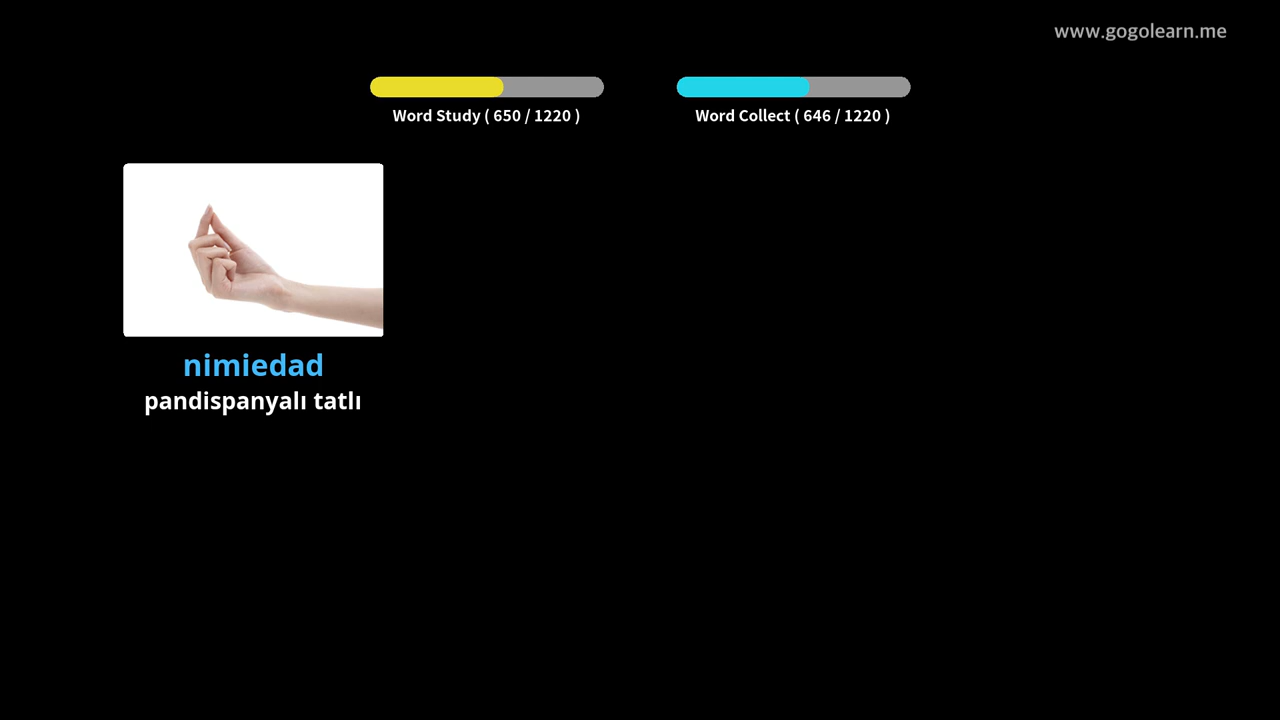 www.gogolearn.me
Word Study ( 650 / 1220 )
Word Collect ( 646 / 1220 )
nimiedad
pandispanyalı tatlı